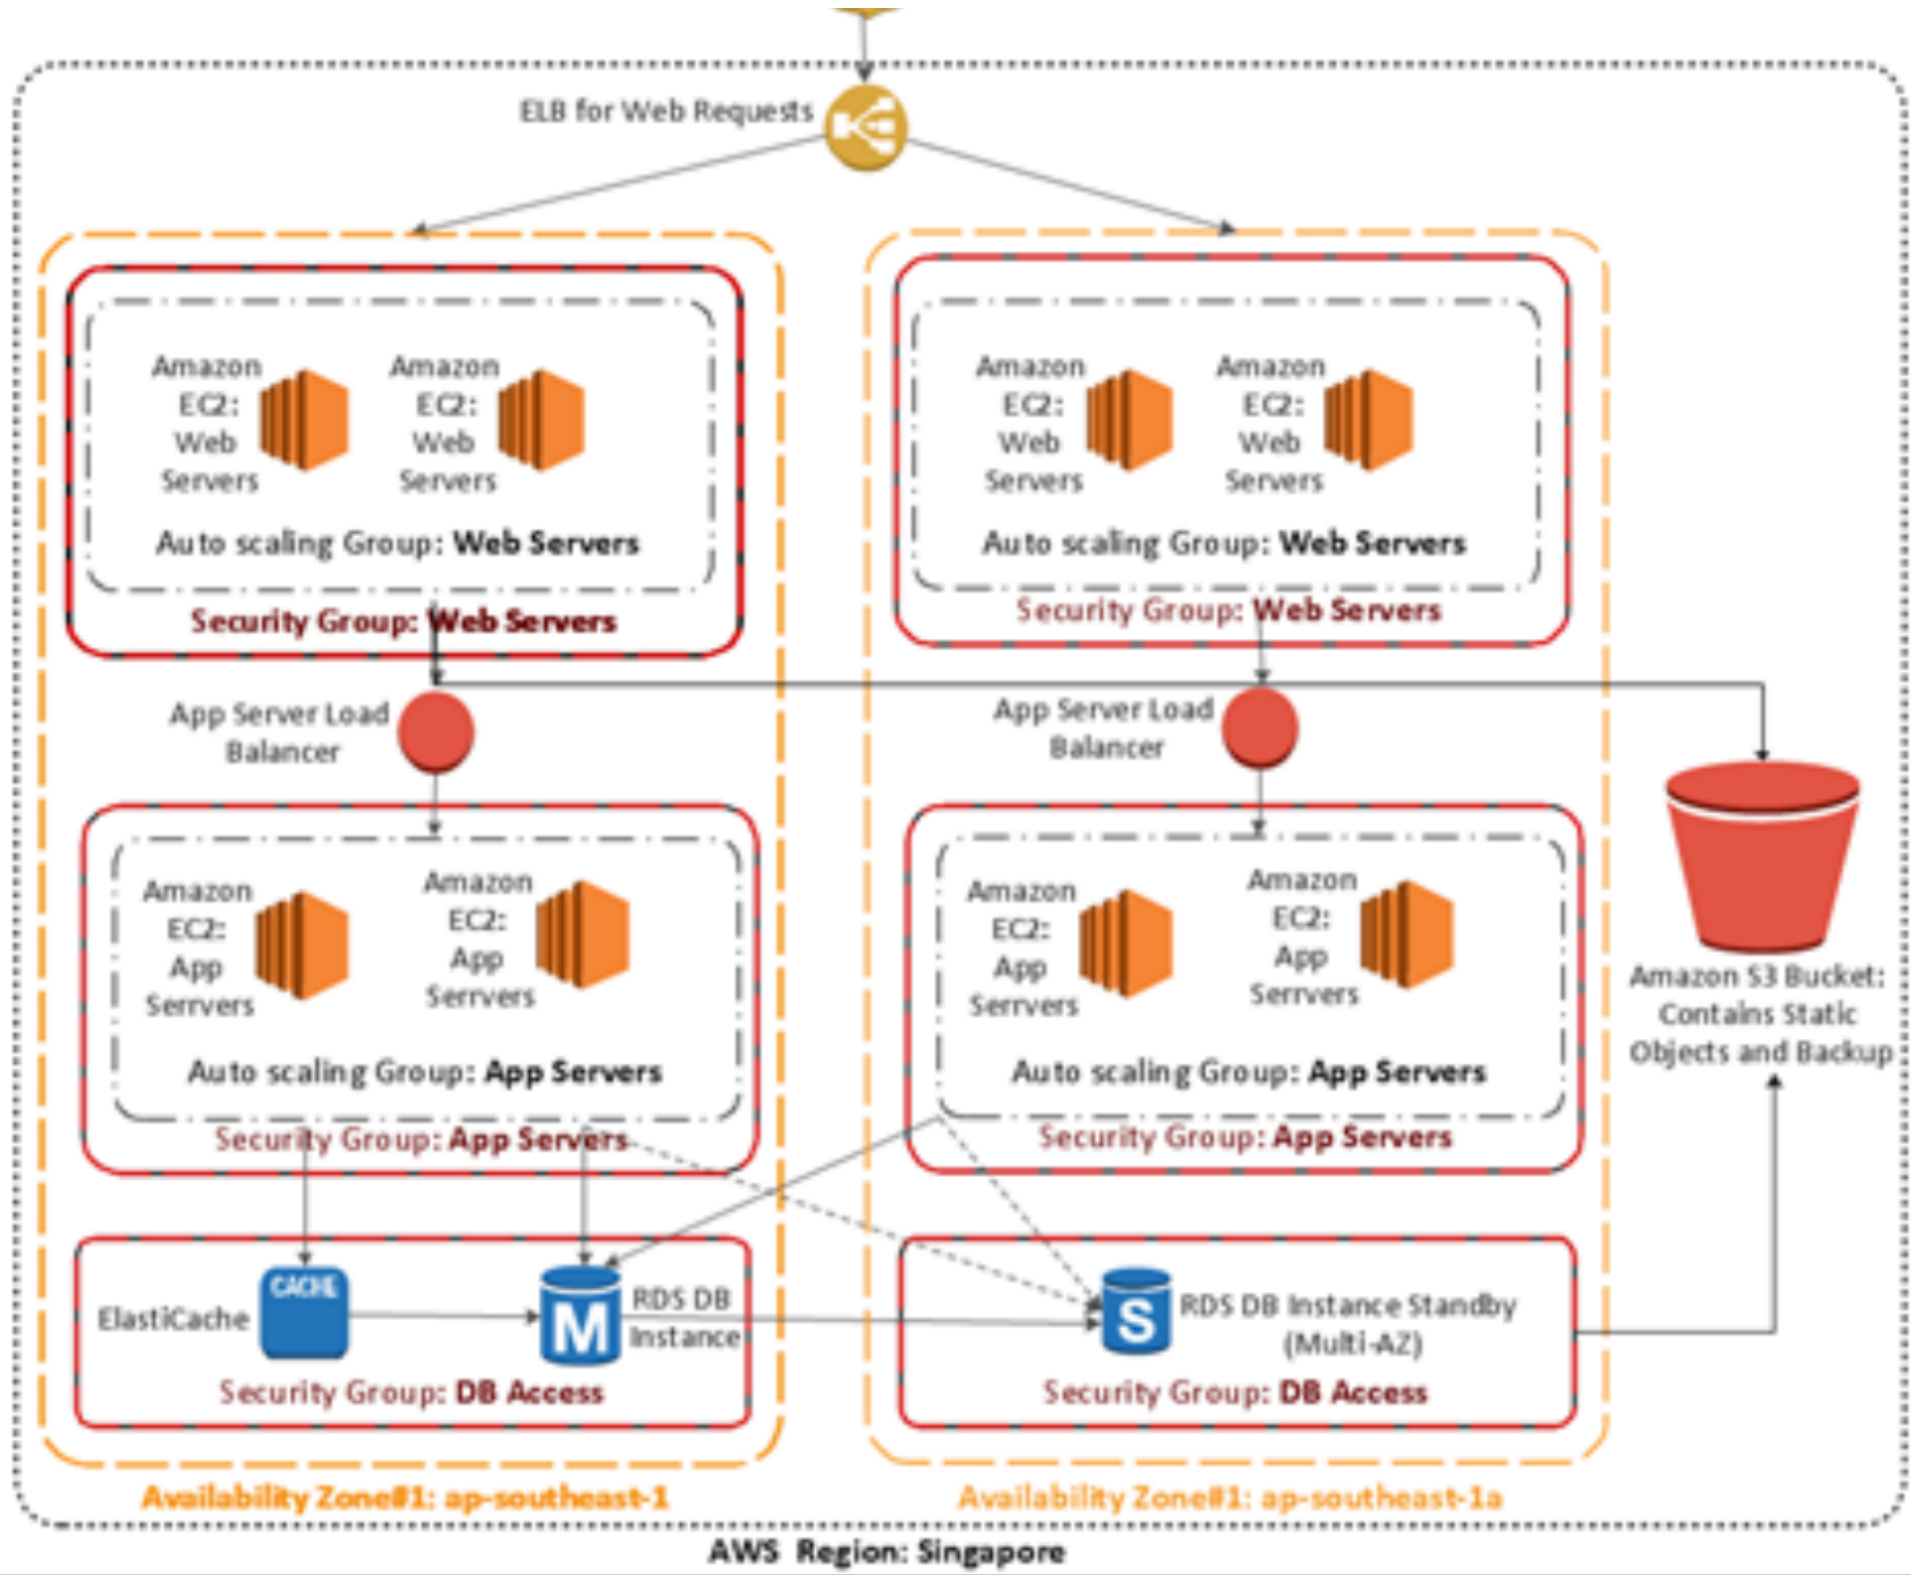 ELB for Web Requests
Amazon
EC2:
Web
Servers
Amazon
EC2:
Web
Servers
Auto scaling Group: Web Servers
Security Group: Web Servers
Amazon
EC2:
Web
Servers
Amazon
EC2:
Web
Servers
Auto scaling Group: Web Servers
Security Group: Web Servers
App Server Load
Balancer
App Server Load
Balancer
Amazon
EC2:
App
Serrvers
Amazon
EC2:
App
Serrvers
Auto scaling Group: App Servers
Security Group: App Servers
Amazon
EC2:
App
Serrvers
Amazon
EC2:
App
Serrvers
Auto scaling Group: App Servers
Security Group: App Servers
Amazon S3 Bucket:
Contains Static
Objects and Backup
ElastiCache
CACHE
M
RDS DB
Instance
Security Group: DB Access
S
RDS DB Instance Standby
(Multi-AZ)
Security Group: DB Access
Availability Zone#1: ap-southeast-1
Availability Zone#1: ap-southeast-1a
AWS Region: Singapore